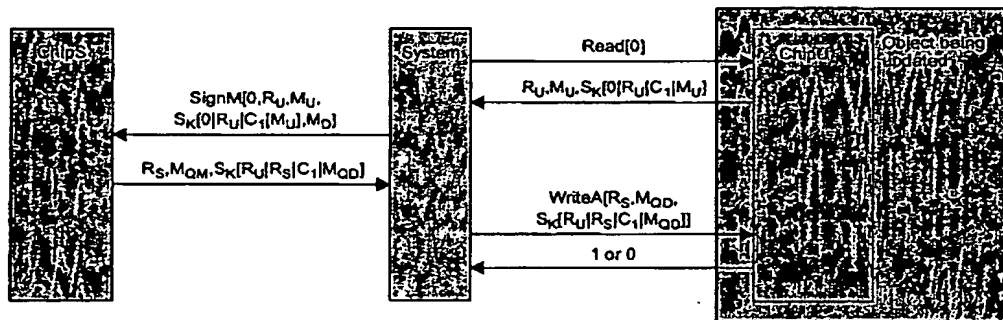 ChipS
System
ChipU
Object being
updated
Read[0]
R_U,M_U,S_K[0|R_U|C_1|M_U]
SignM[0,R_U,M_U,
S_K[0|R_U|C_1|M_U],M_D]
R_S,M_QM,S_K[R_U|R_S|C_1|M_QD]
WriteA[R_S,M_QD,
S_K[R_U|R_S|C_1|M_QD]]
1 or 0